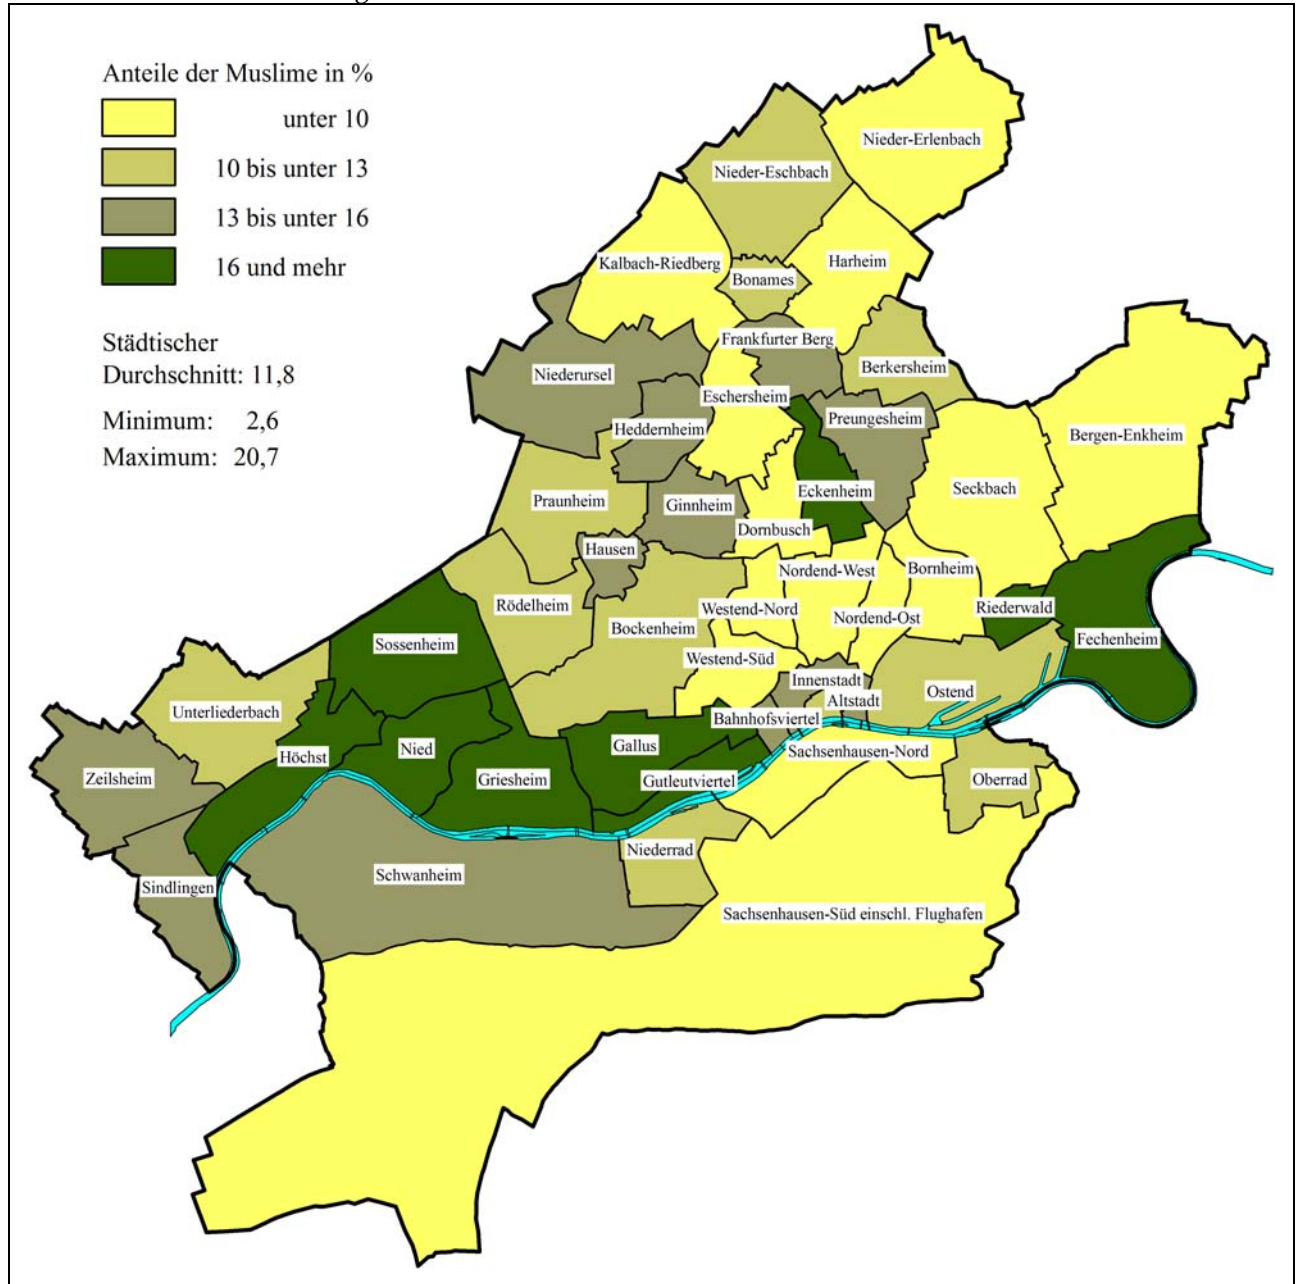 Anteile der Muslime in %
unter 10
10 bis unter 13
13 bis unter 16
16 und mehr
Städtischer
Durchschnitt: 11,8
Minimum: 2,6
Maximum: 20,7
Nieder-Erlenbach
Nieder-Eschbach
Kalbach-Riedberg
Harheim
Bonames
Frankfurter Berg
Berkersheim
Niederursel
Eschersheim
Preungesheim
Heddernheim
Bergen-Enkheim
Eckenheim
Seckbach
Praunheim
Ginnheim
Dornbusch
Hausen
Nordend-West
Bornheim
Rödelheim
Westend-Nord
Riederwald
Nordend-Ost
Bockenheim
Fechenheim
Sossenheim
Westend-Süd
Innenstadt
Ostend
Altstadt
Unterliederbach
Bahnhofsviertel
Gallus
Nied
Höchst
Sachsenhausen-Nord
Zeilsheim
Griesheim
Gutleutviertel
Oberrad
Niederrad
Schwanheim
Sindlingen
Sachsenhausen-Süd einschl. Flughafen